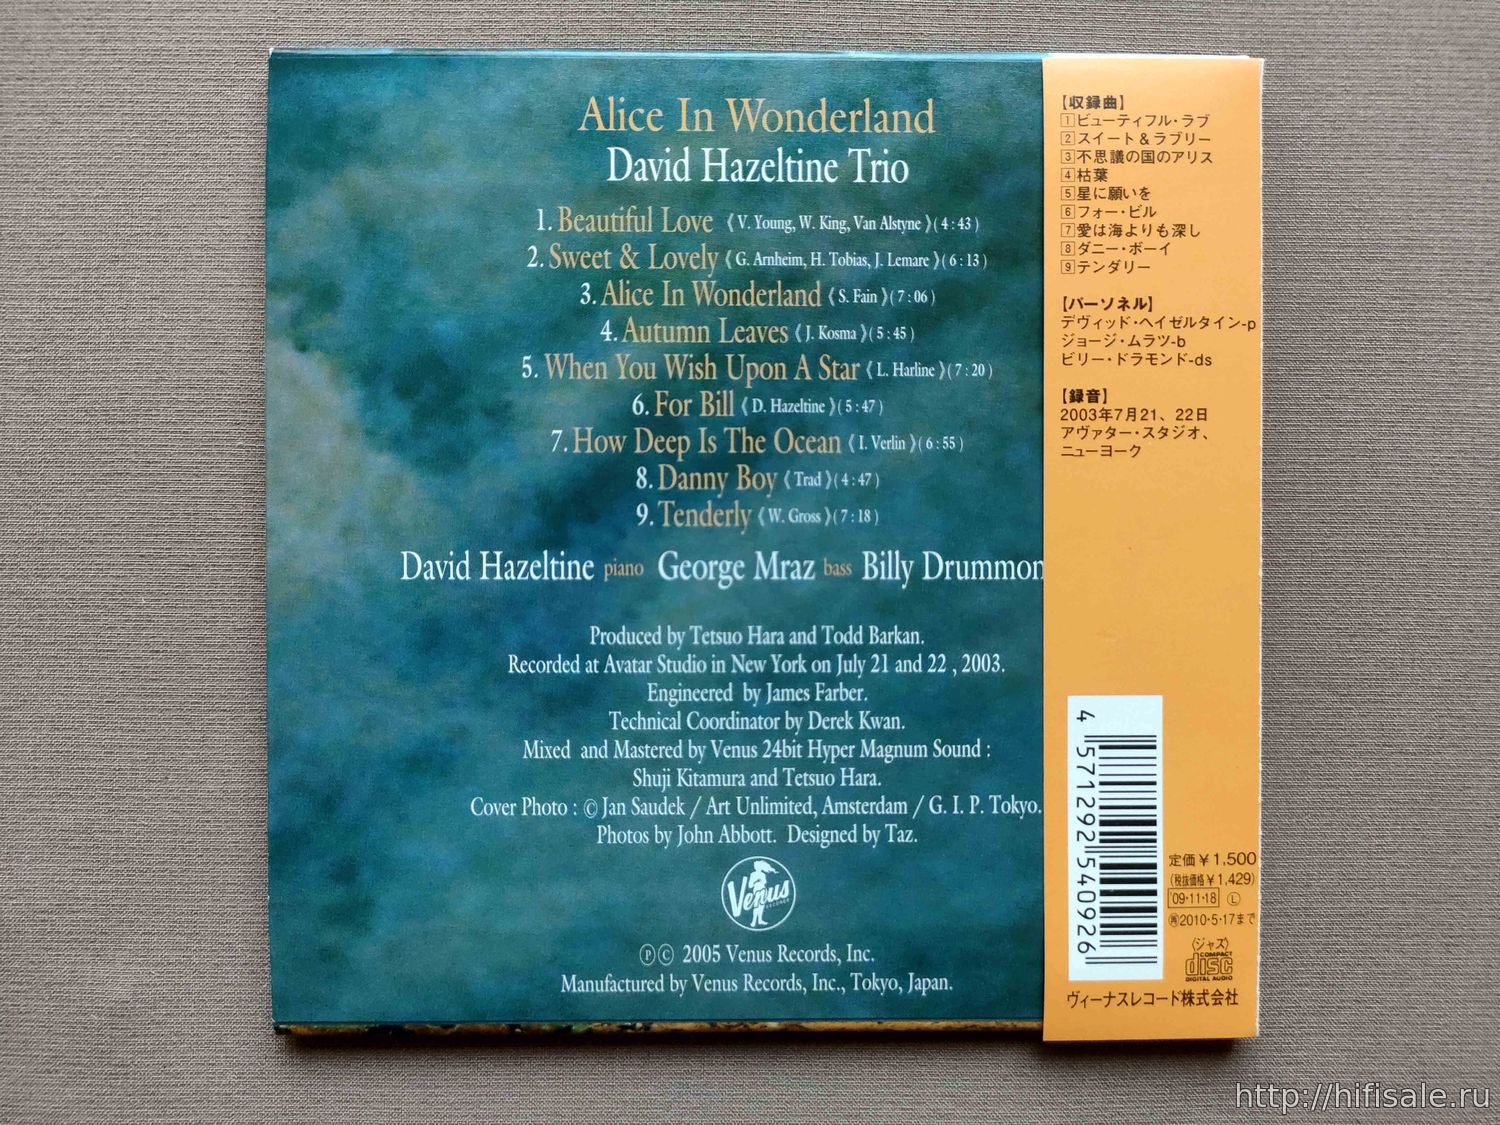 Alice In Wonderland
David Hazeltine Trio
1. Beautiful Love 《 V. Young, W. King, Van Alstyne 》( 4 : 43 )
2. Sweet & Lovely 《 G. Arnheim, H. Tobias, J. Lemare 》( 6 : 13 )
3. Alice In Wonderland 《 S. Fain 》( 7 : 06 )
4. Autumn Leaves 《 J. Kosma 》( 5 : 45 )
5. When You Wish Upon A Star 《 L. Harline 》( 7 : 20 )
6. For Bill 《 D. Hazeltine 》( 5 : 47 )
7. How Deep Is The Ocean 《 I. Verlin 》( 6 : 55 )
8. Danny Boy 《 Trad 》( 4 : 47 )
9. Tenderly 《 W. Gross 》( 7 : 18 )
David Hazeltine piano George Mraz bass Billy Drummon
Produced by Tetsuo Hara and Todd Barkan.
Recorded at Avatar Studio in New York on July 21 and 22 , 2003.
Engineered by James Farber.
Technical Coordinator by Derek Kwan.
Mixed and Mastered by Venus 24bit Hyper Magnum Sound :
Shuji Kitamura and Tetsuo Hara.
Cover Photo : © Jan Saudek / Art Unlimited, Amsterdam / G. I. P. Tokyo.
Photos by John Abbott. Designed by Taz.
Venus
RECORDS
Ⓟ Ⓒ 2005 Venus Records, Inc.
Manufactured by Venus Records, Inc., Tokyo, Japan.
【収録曲】
1 ビューティフル・ラブ
2 スイート&ラブリー
3 不思議の国のアリス
4 枯葉
5 星に願いを
6 フォー・ビル
7 愛は海よりも深し
8 ダニー・ボーイ
9 テンダリー
【パーソネル】
デヴィッド・ヘイゼルタイン-p
ジョージ・ムラツ-b
ビリー・ドラモンド-ds
【録音】
2003年7月21、22日
アヴァター・スタジオ、
ニューヨーク
4 571292 540926
定価¥1,500
(税抜価格¥1,429)
'09・11・18 Ⓛ
㊢2010・5・17まで
〈ジャズ〉
COMPACT
disc
DIGITAL AUDIO
ヴィーナスレコード株式会社
http://hifisale.ru